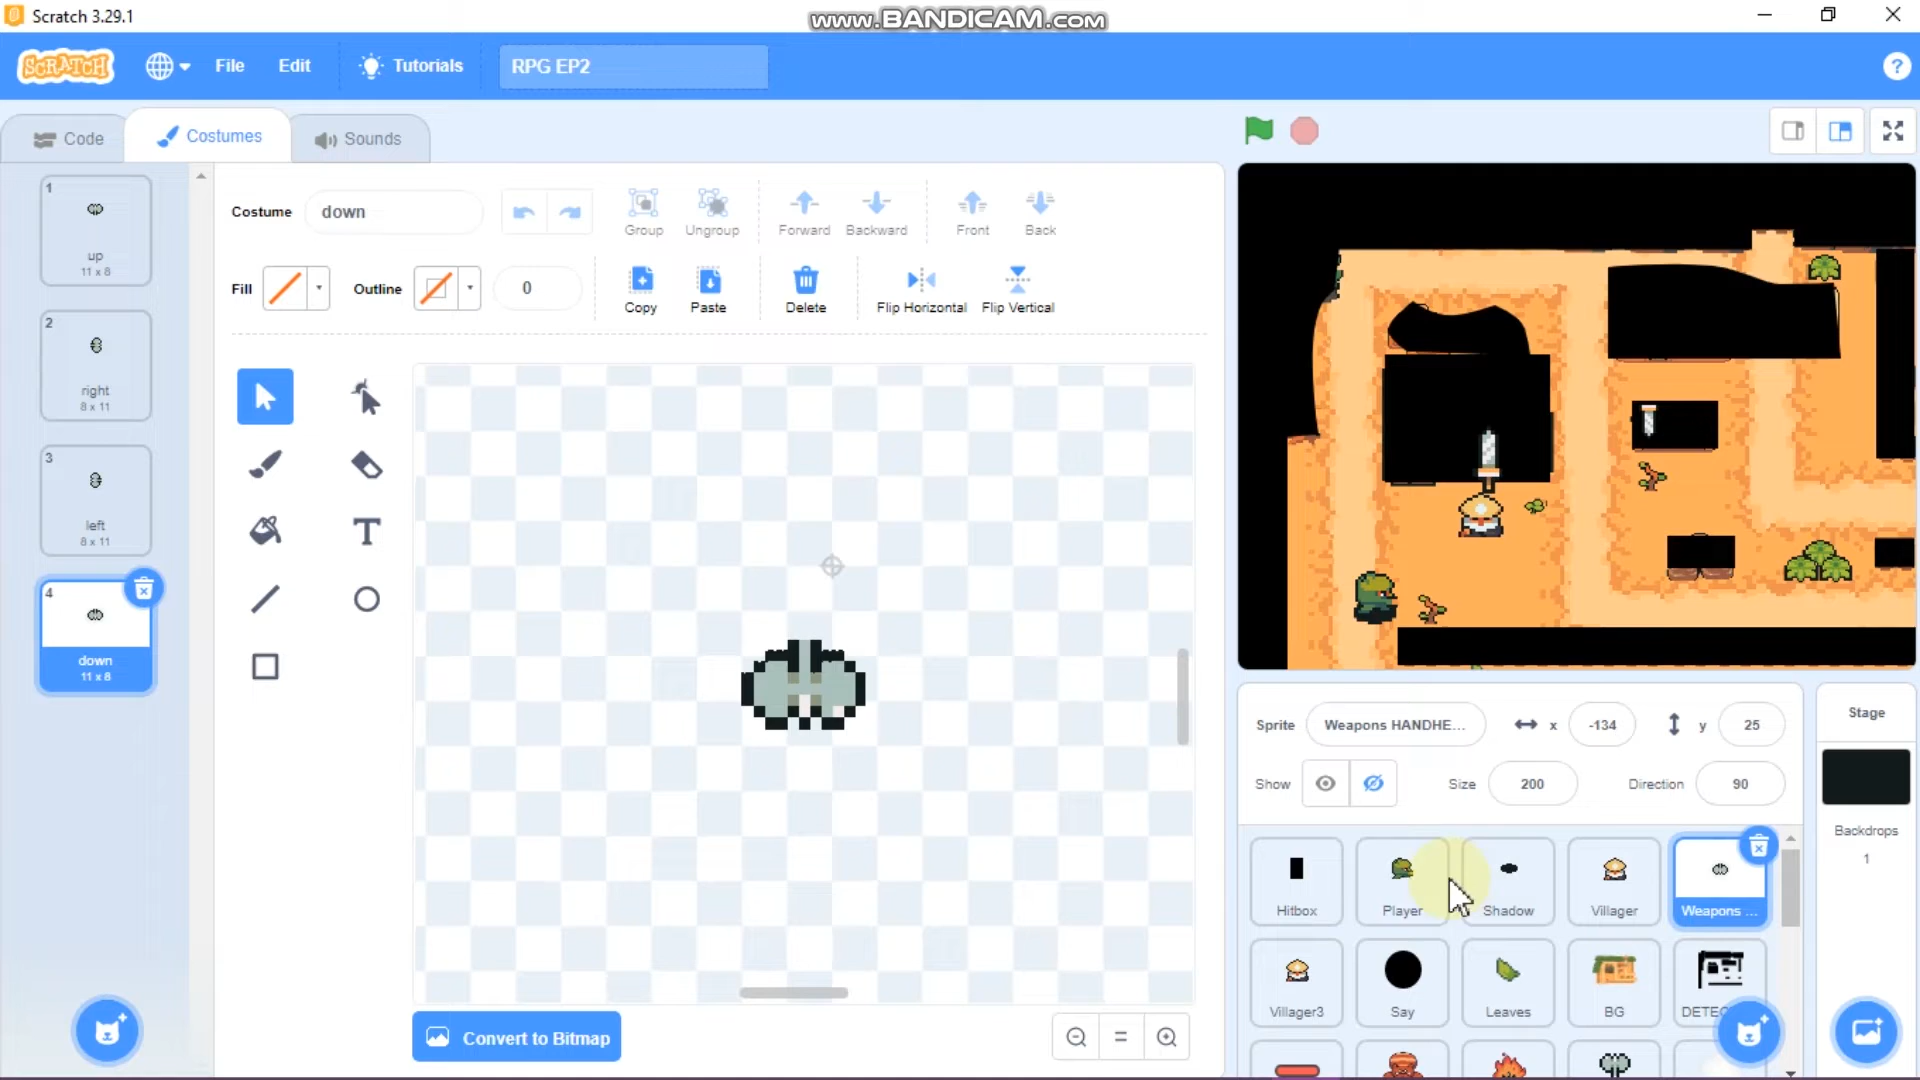 Scratch 3.29.1
www.BANDICAM.com
SCRATCH
File
Edit
Tutorials
RPG EP2
?
Code
Costumes
Sounds
1
up
11 x 8
2
right
8 x 11
3
left
8 x 11
4
down
11 x 8
Costume
down
Group
Ungroup
Forward
Backward
Front
Back
Fill
Outline
0
Copy
Paste
Delete
Flip Horizontal
Flip Vertical
T
Convert to Bitmap
Sprite
Weapons HANDHE...
x
-134
y
25
Show
Size
200
Direction
90
Stage
Backdrops
1
Hitbox
Player
Shadow
Villager
Weapons ...
Villager3
Say
Leaves
BG
DETEC